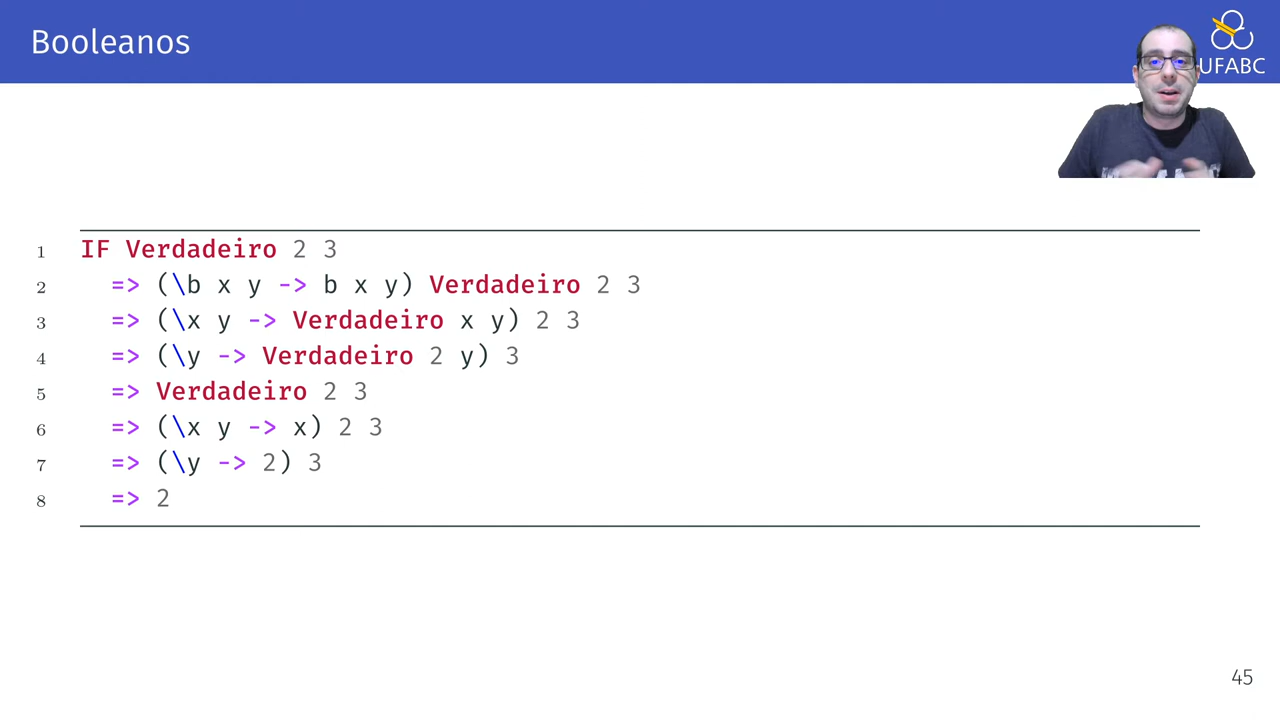 Booleanos
UFABC
1 IF Verdadeiro 2 3
2 => (\b x y -> b x y) Verdadeiro 2 3
3 => (\x y -> Verdadeiro x y) 2 3
4 => (\y -> Verdadeiro 2 y) 3
5 => Verdadeiro 2 3
6 => (\x y -> x) 2 3
7 => (\y -> 2) 3
8 => 2
45